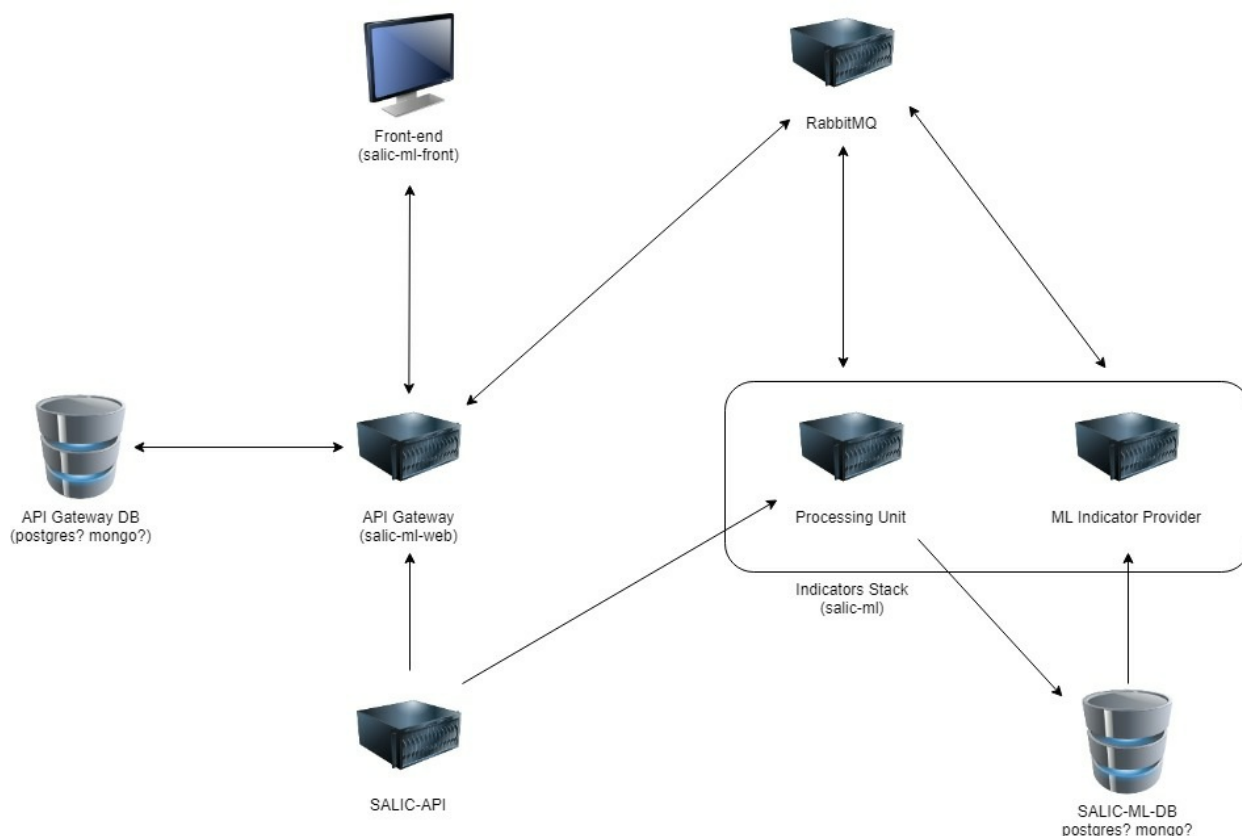 RabbitMQ
Front-end
(salic-ml-front)
API Gateway DB
(postgres? mongo?)
API Gateway
(salic-ml-web)
Processing Unit
ML Indicator Provider
Indicators Stack
(salic-ml)
SALIC-API
SALIC-ML-DB
postgres? mongo?